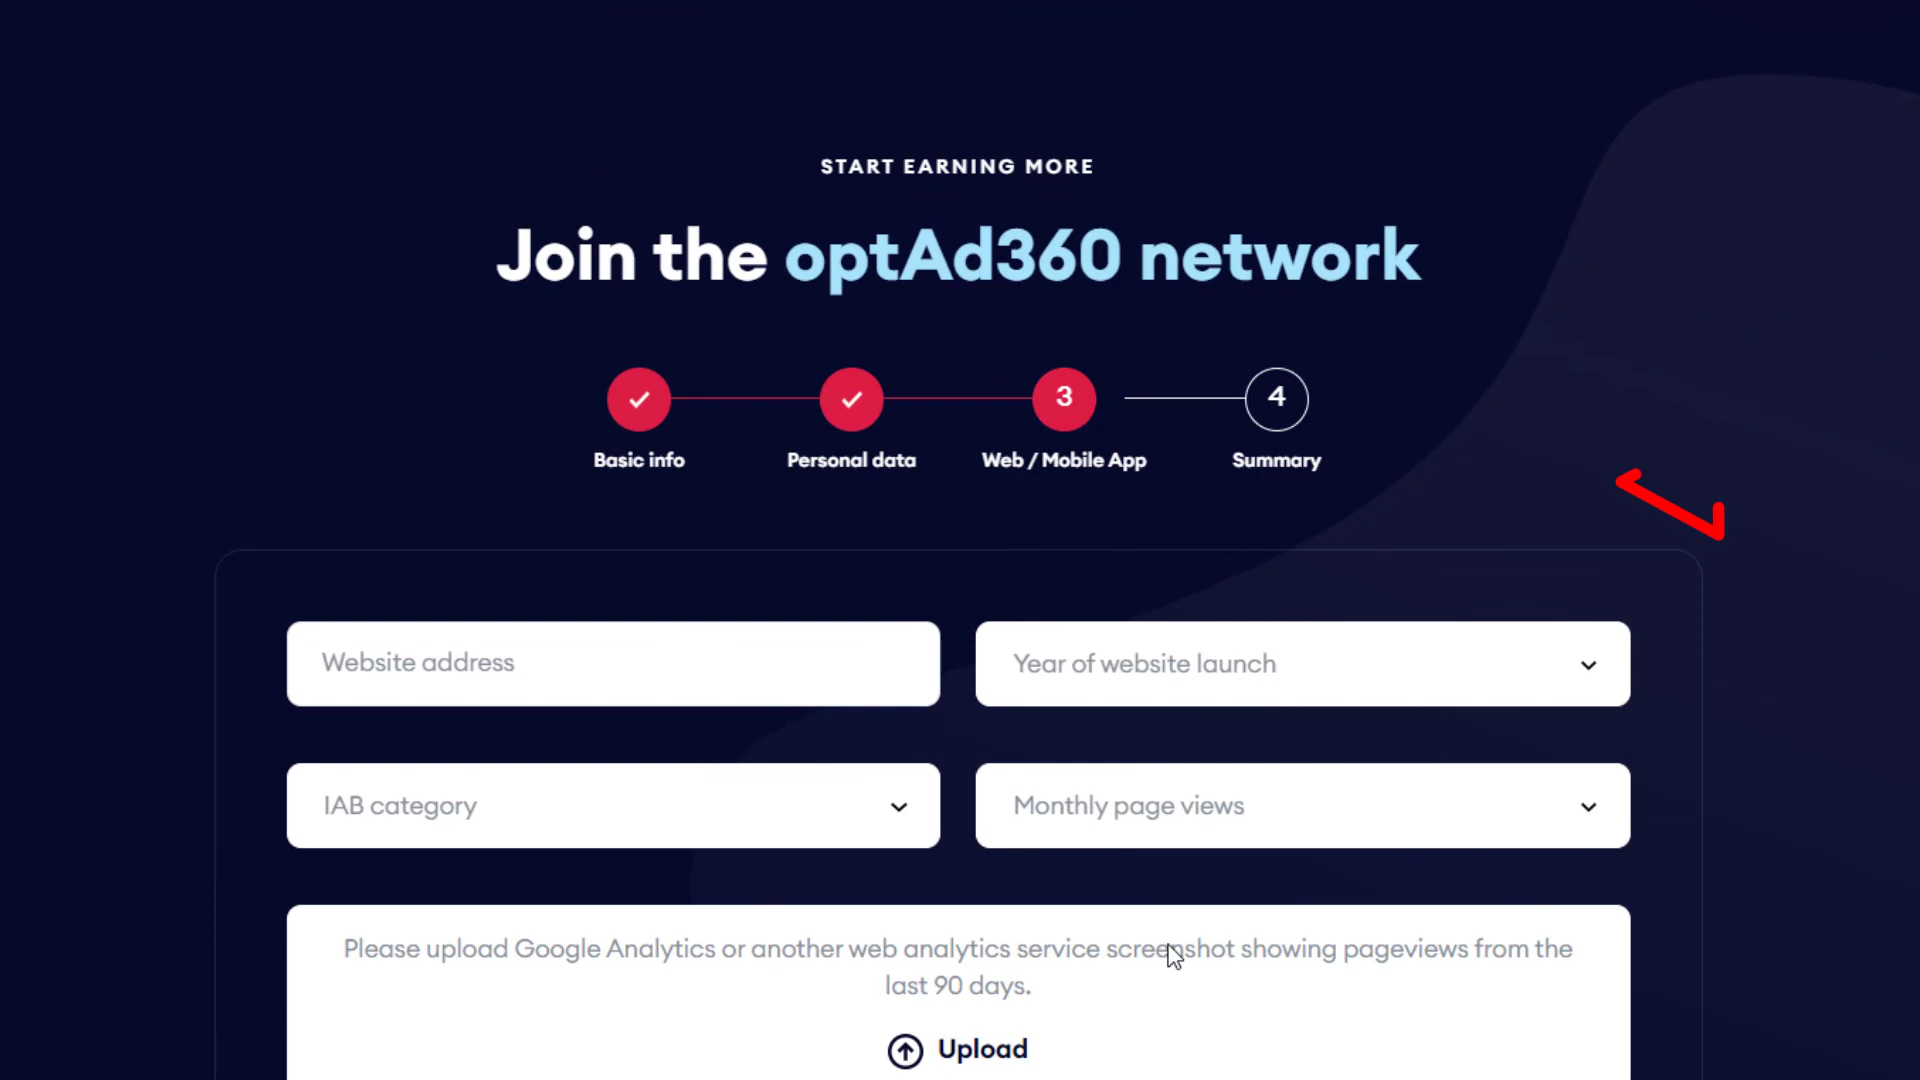 START EARNING MORE
Join the optAd360 network
3
4
Basic info
Personal data
Web / Mobile App
Summary
Website address
Year of website launch
IAB category
Monthly page views
Please upload Google Analytics or another web analytics service screenshot showing pageviews from the
last 90 days.
Upload